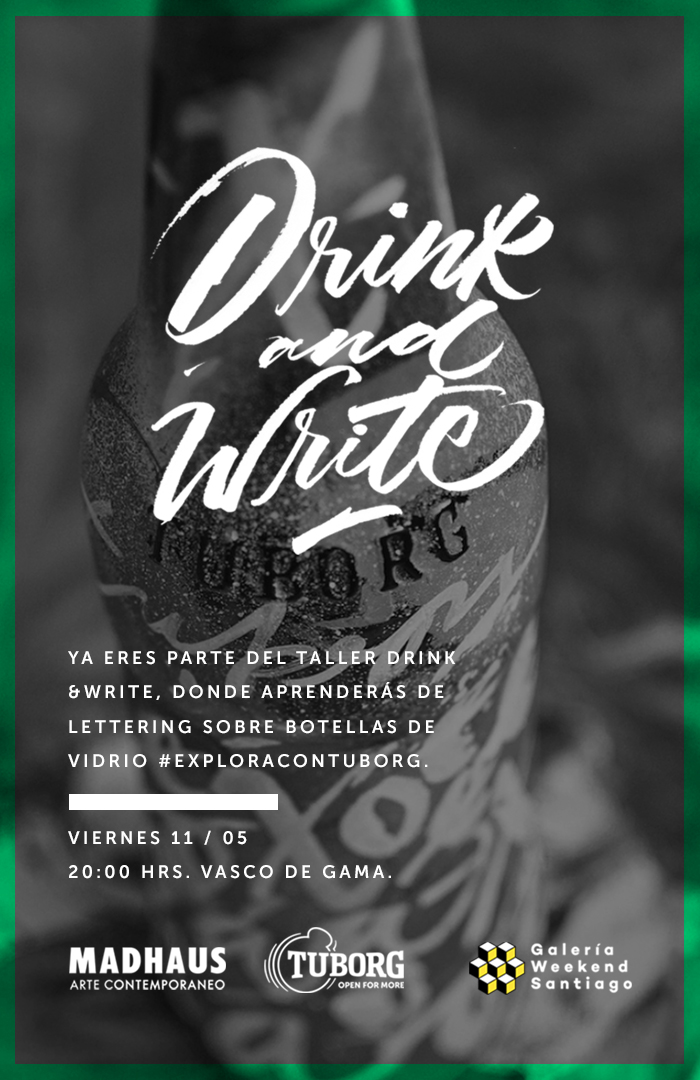 Drink
and
Write
TUBORG
YA ERES PARTE DEL TALLER DRINK
&WRITE, DONDE APRENDERÁS DE
LETTERING SOBRE BOTELLAS DE
VIDRIO #EXPLORACONTUBORG.
VIERNES 11 / 05
20:00 HRS. VASCO DE GAMA.
MADHAUS
ARTE CONTEMPORANEO
TUBORG
OPEN FOR MORE
Galería
Weekend
Santiago